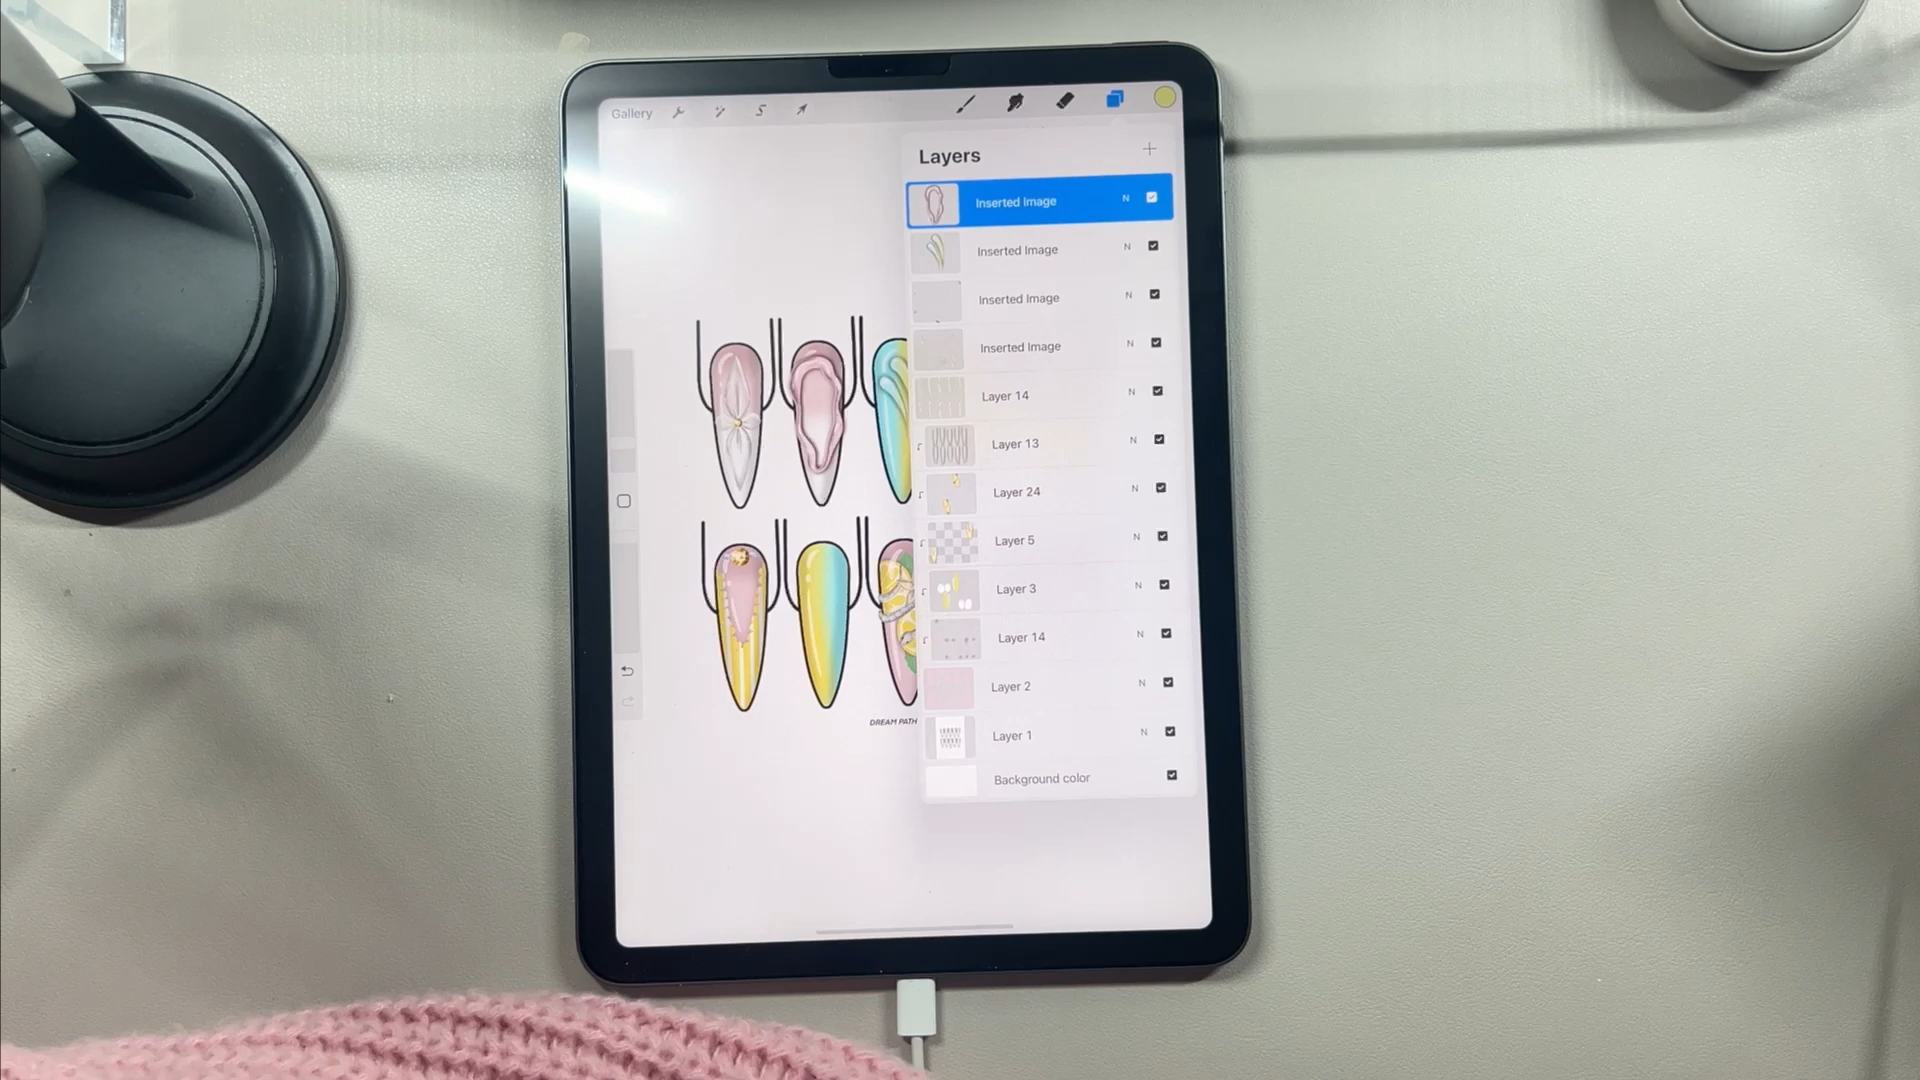 Gallery
Layers
Inserted Image N
Inserted Image N
Inserted Image N
Inserted Image N
Layer 14 N
Layer 13 N
Layer 24 N
Layer 5 N
Layer 3 N
Layer 14 N
Layer 2 N
Layer 1 N
Background color
DREAM PATH